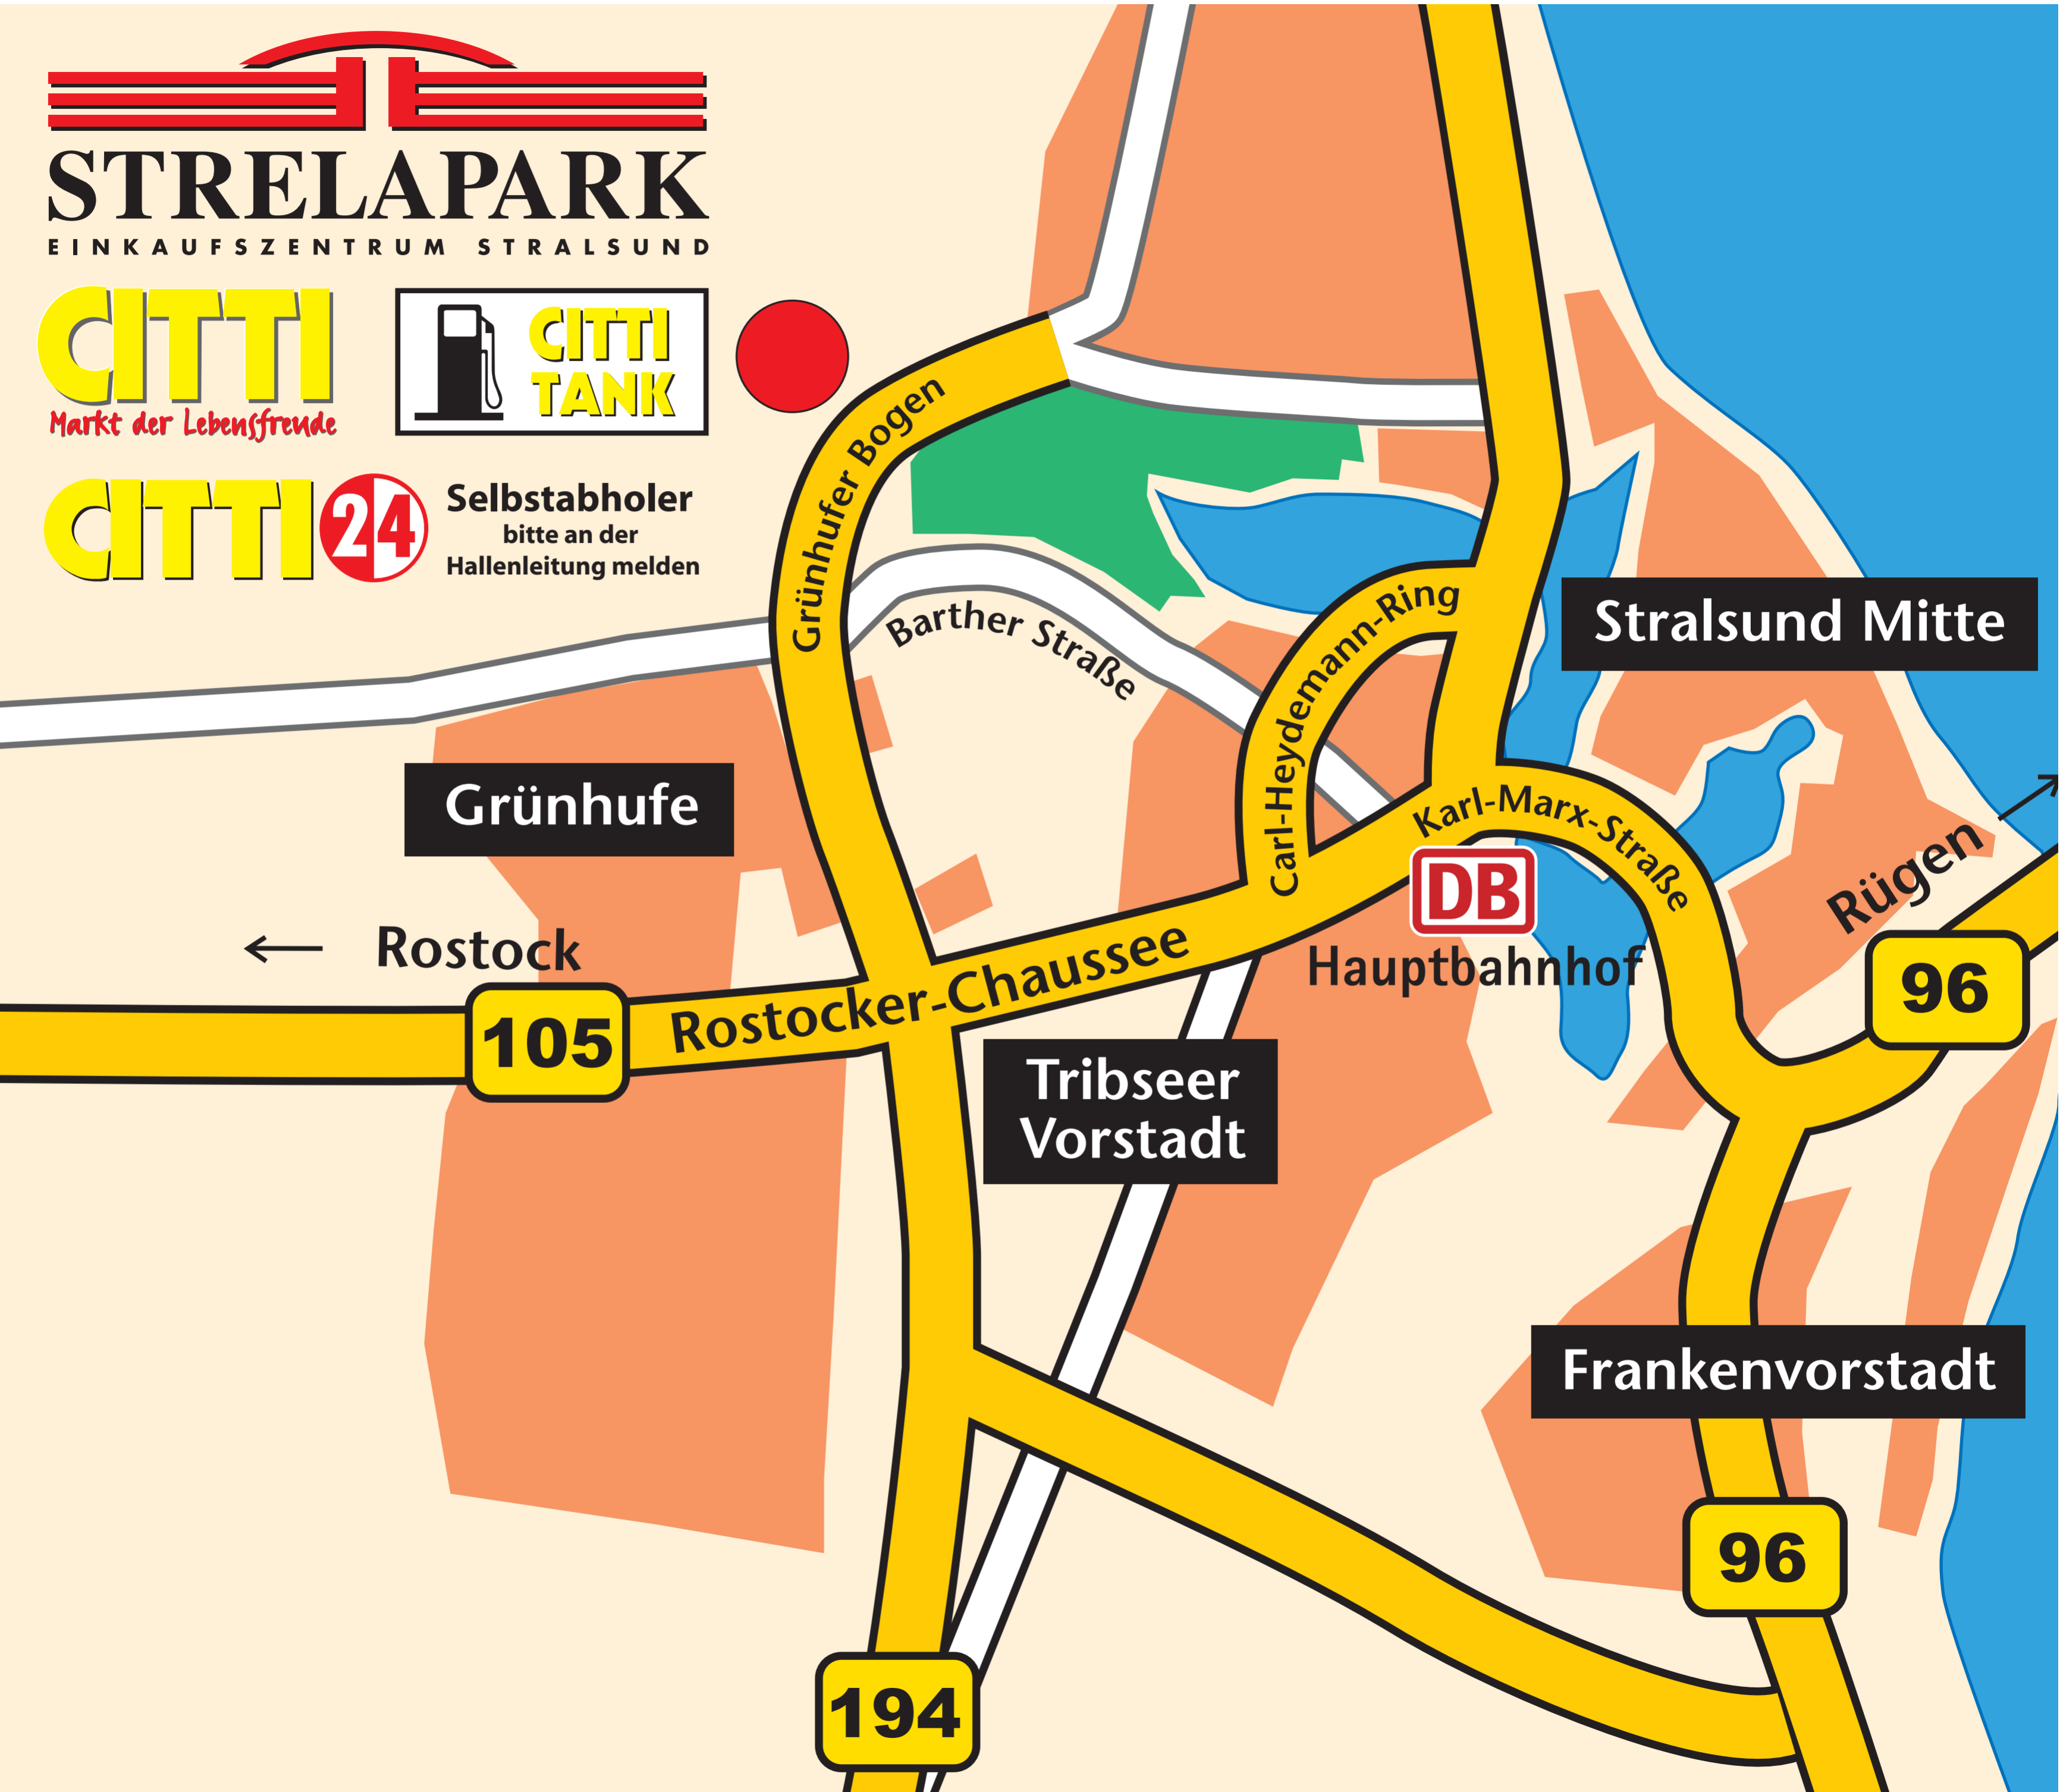 STRELAPARK
EINKAUFSZENTRUM STRALSUND
CITTI
Markt der Lebensfreude
CITTI
TANK
CITTI 24
Selbstabholer
bitte an der
Hallenleitung melden
Grünhufer Bogen
Barther Straße
Carl-Heydemann-Ring
Stralsund Mitte
Grünhufe
Karl-Marx-Straße
DB
Hauptbahnhof
Rügen
96
Rostock
105
Rostocker-Chaussee
Tribseer
Vorstadt
Frankenvorstadt
96
194